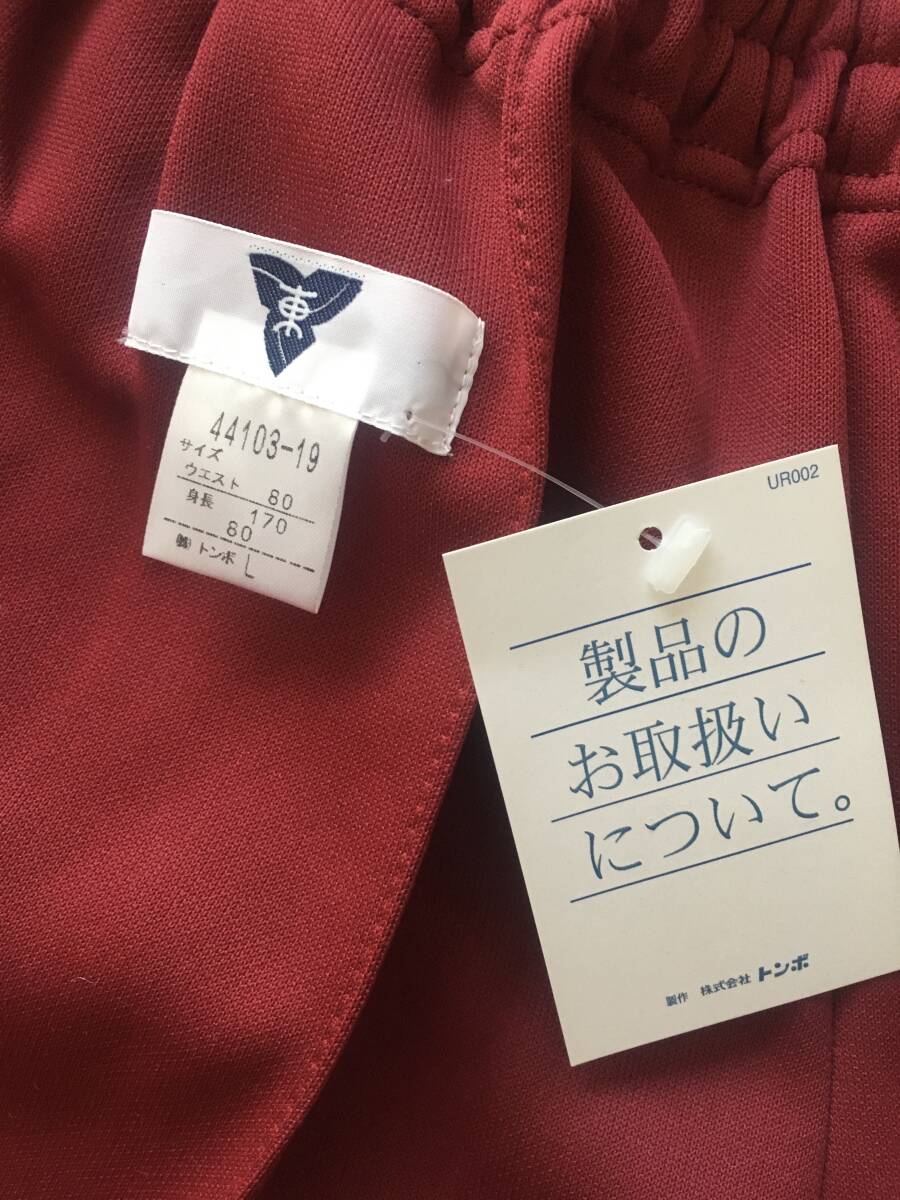 東
44103-19
サイズ
ウエスト 80
身長 170
80
㈱トンボ L
UR002
製品の
お取扱い
について。
製作 株式会社 トンボ